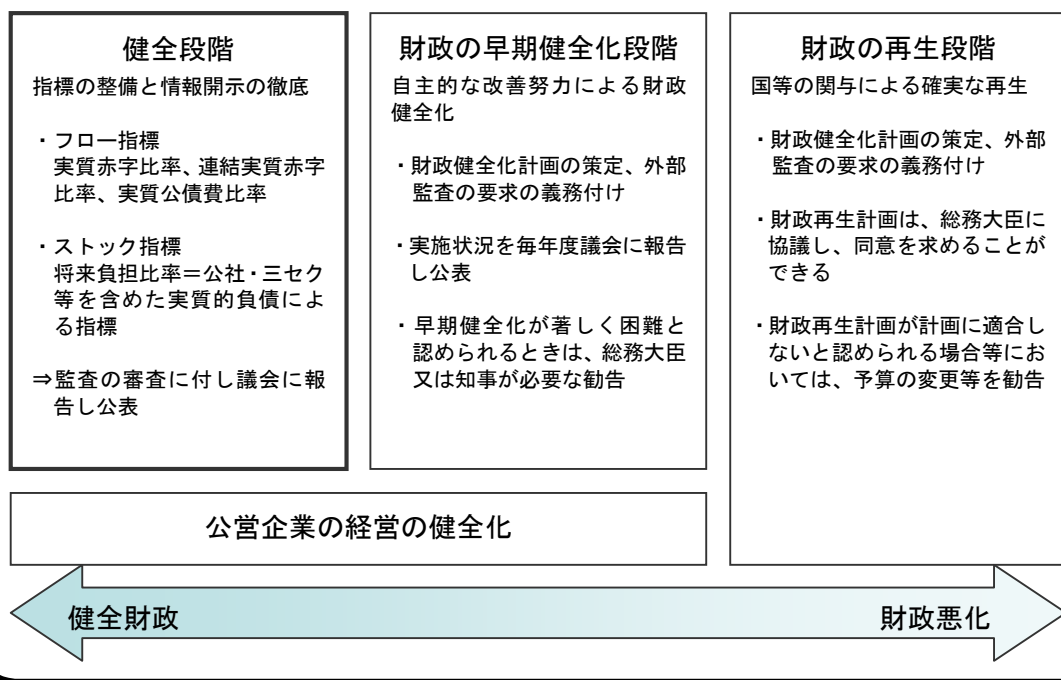 健全段階
指標の整備と情報開示の徹底
・フロー指標
実質赤字比率、連結実質赤字
比率、実質公債費比率
・ストック指標
将来負担比率＝公社・三セク
等を含めた実質的負債によ
る指標
⇒監査の審査に付し議会に報
告し公表
財政の早期健全化段階
自主的な改善努力による財政
健全化
・財政健全化計画の策定、外部
監査の要求の義務付け
・実施状況を毎年度議会に報告
し公表
・早期健全化が著しく困難と
認められるときは、総務大臣
又は知事が必要な勧告
財政の再生段階
国等の関与による確実な再生
・財政健全化計画の策定、外部
監査の要求の義務付け
・財政再生計画は、総務大臣に
協議し、同意を求めることが
できる
・財政再生計画が計画に適合し
ないと認められる場合等にお
いては、予算の変更等を勧告
公営企業の経営の健全化
健全財政
財政悪化